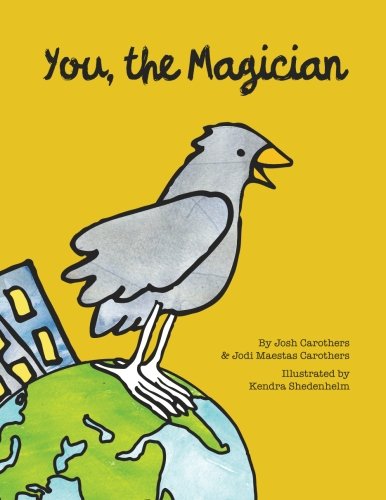 You, the Magician
By Josh Carothers
& Jodi Maestas Carothers
Illustrated by
Kendra Shedenhelm